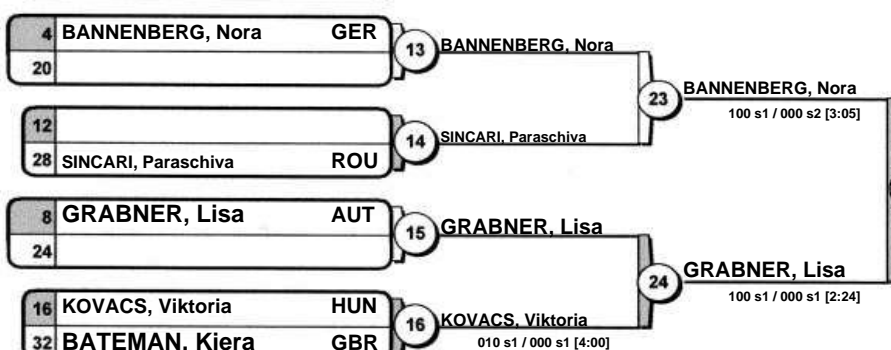 4 BANNENBERG, Nora GER
20
13 BANNENBERG, Nora
12
28 SINCARI, Paraschiva ROU
14 SINCARI, Paraschiva
23 BANNENBERG, Nora
100 s1 / 000 s2 [3:05]
8 GRABNER, Lisa AUT
24
15 GRABNER, Lisa
16 KOVACS, Viktoria HUN
32 BATEMAN, Kiera GBR
16 KOVACS, Viktoria
010 s1 / 000 s1 [4:00]
24 GRABNER, Lisa
100 s1 / 000 s1 [2:24]